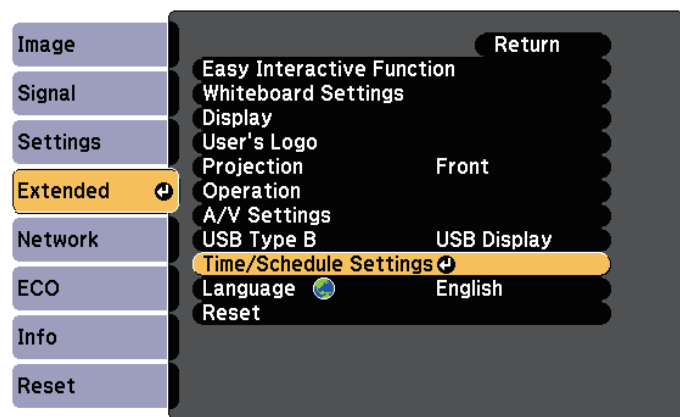 Image
Signal
Settings
Extended
Network
ECO
Info
Reset
Return
Easy Interactive Function
Whiteboard Settings
Display
User's Logo
Projection Front
Operation
A/V Settings
USB Type B USB Display
Time/Schedule Settings
Language English
Reset